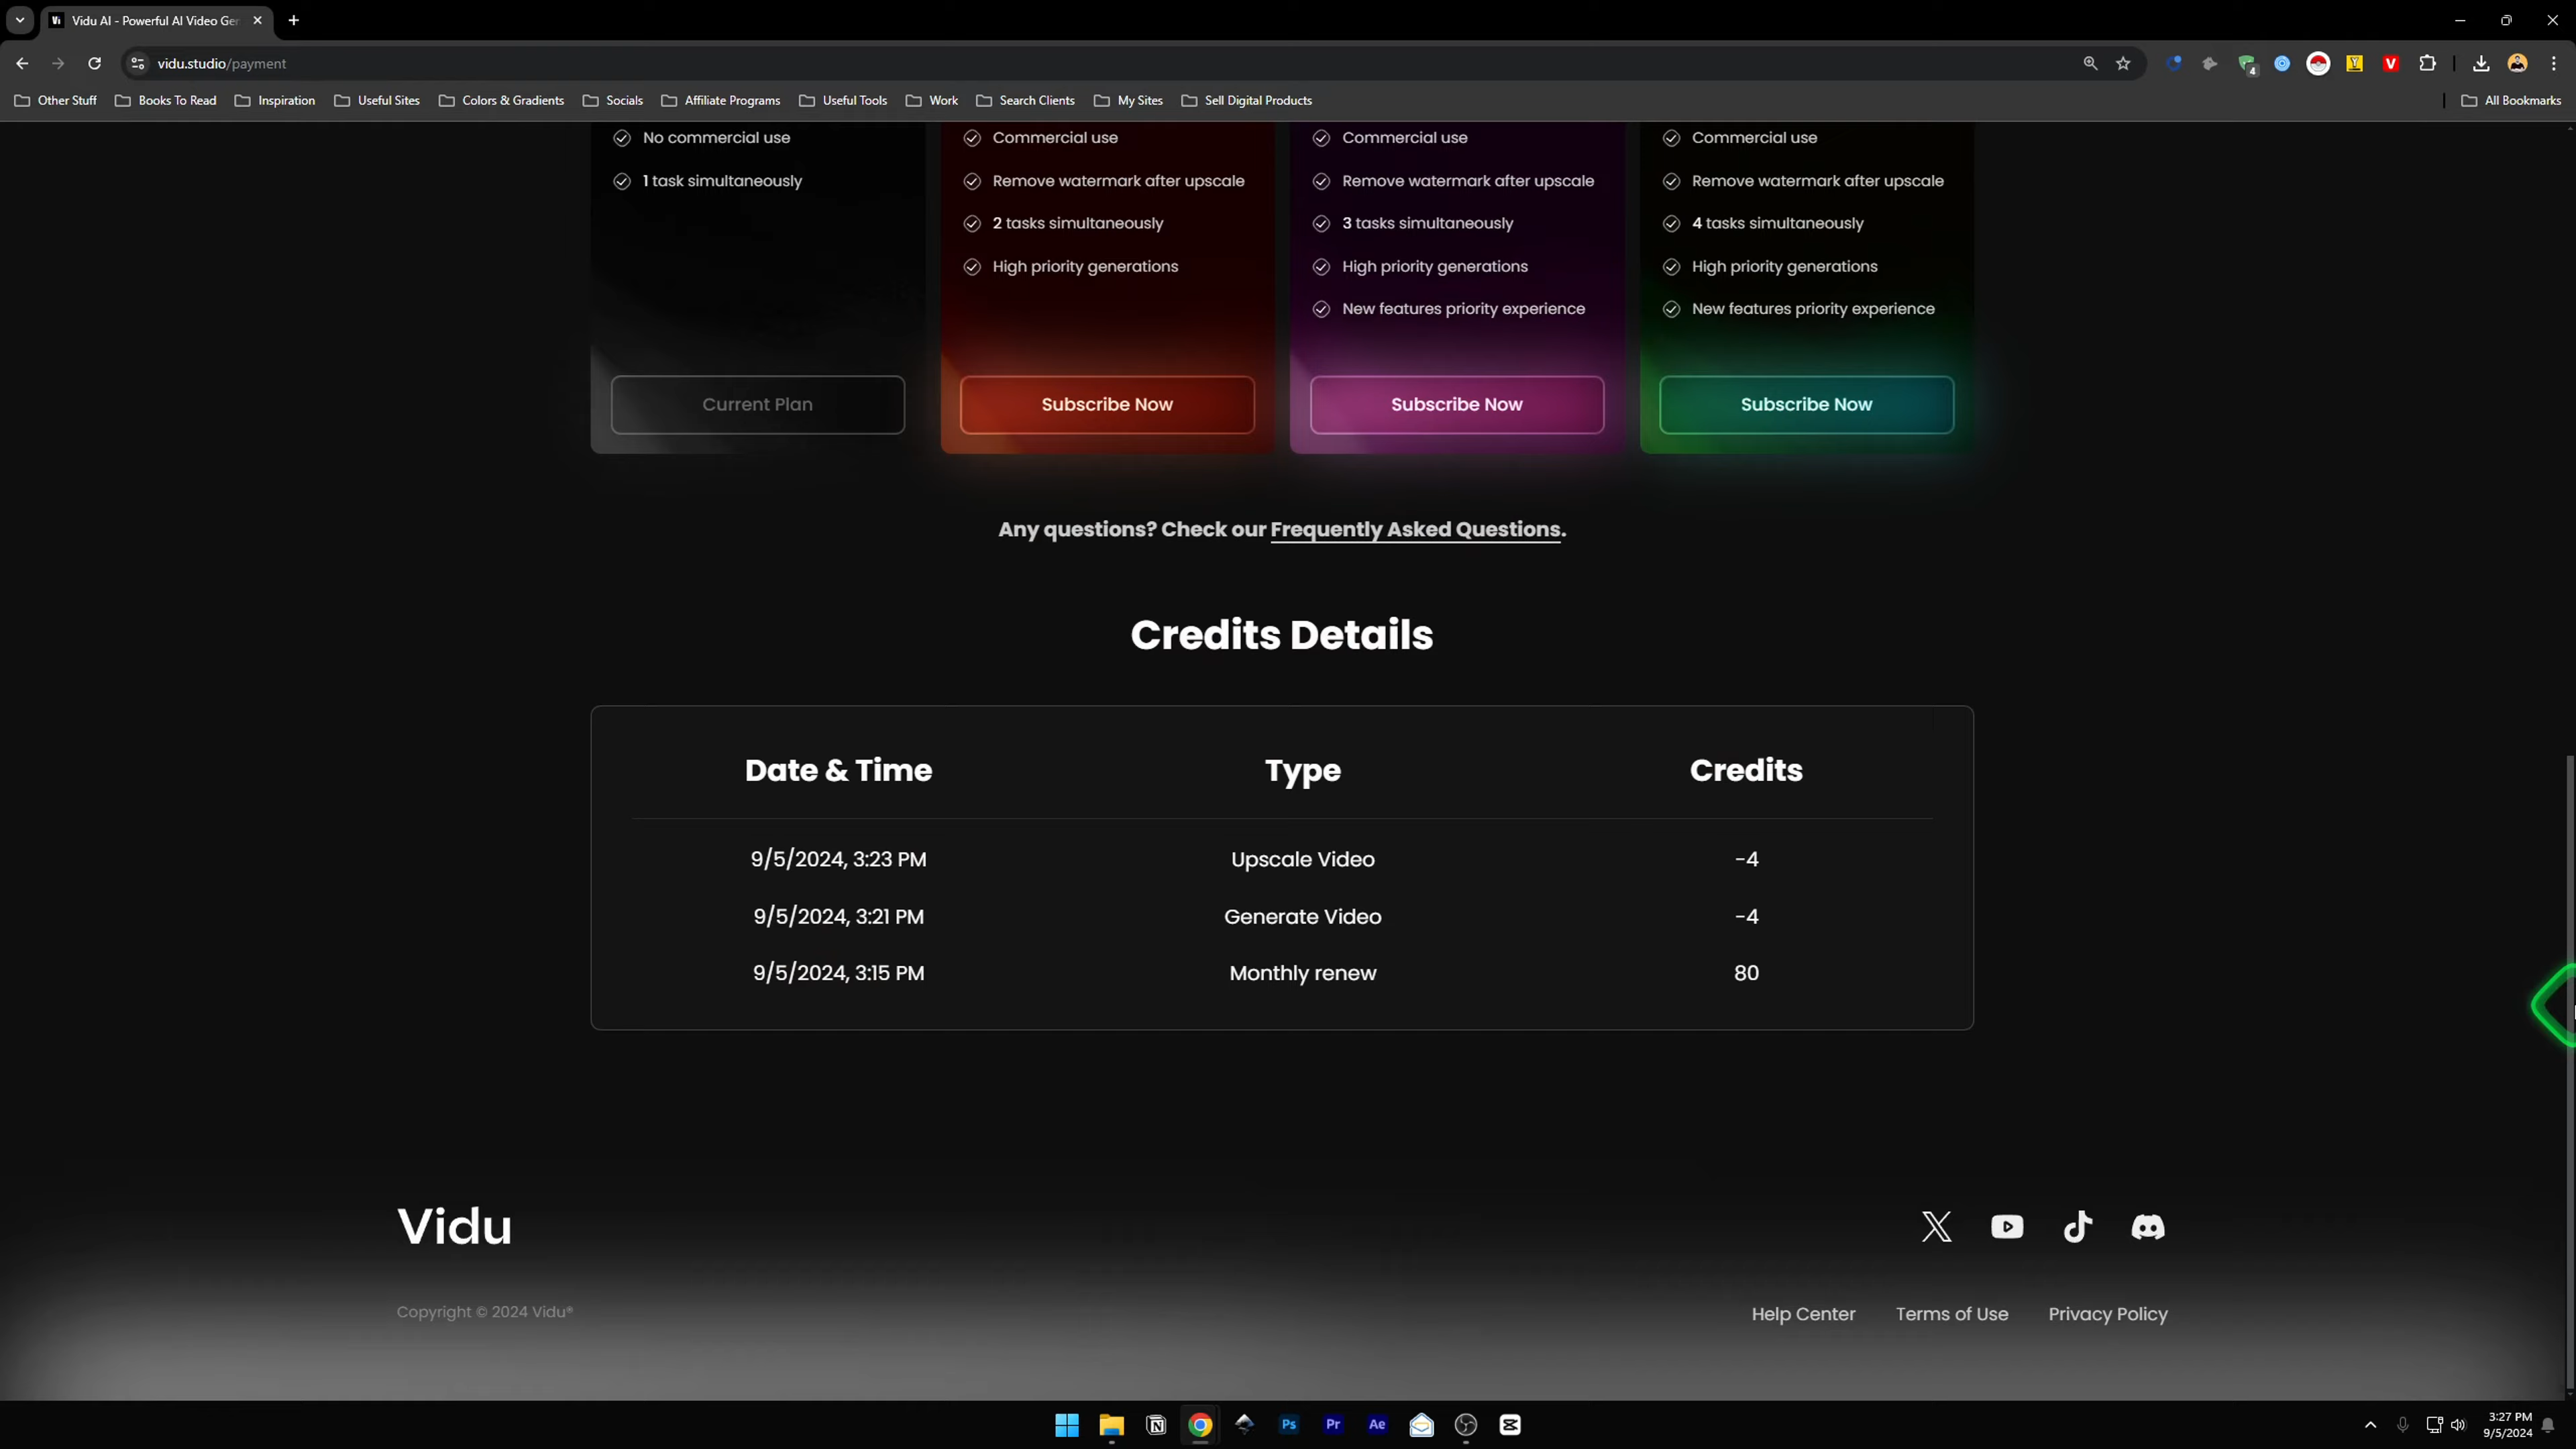 Vidu AI - Powerful AI Video Ger
vidu.studio/payment
4
Y
V
Other Stuff
Books To Read
Inspiration
Useful Sites
Colors & Gradients
Socials
Affiliate Programs
Useful Tools
Work
Search Clients
My Sites
Sell Digital Products
All Bookmarks
No commercial use
1 task simultaneously
Current Plan
Commercial use
Remove watermark after upscale
2 tasks simultaneously
High priority generations
Subscribe Now
Commercial use
Remove watermark after upscale
3 tasks simultaneously
High priority generations
New features priority experience
Subscribe Now
Commercial use
Remove watermark after upscale
4 tasks simultaneously
High priority generations
New features priority experience
Subscribe Now
Any questions? Check our Frequently Asked Questions.
Credits Details
Date & Time Type Credits
9/5/2024, 3:23 PM Upscale Video -4
9/5/2024, 3:21 PM Generate Video -4
9/5/2024, 3:15 PM Monthly renew 80
Vidu
Copyright © 2024 Vidu®
Help Center Terms of Use Privacy Policy
Ps
Pr
Ae
3:27 PM
9/5/2024